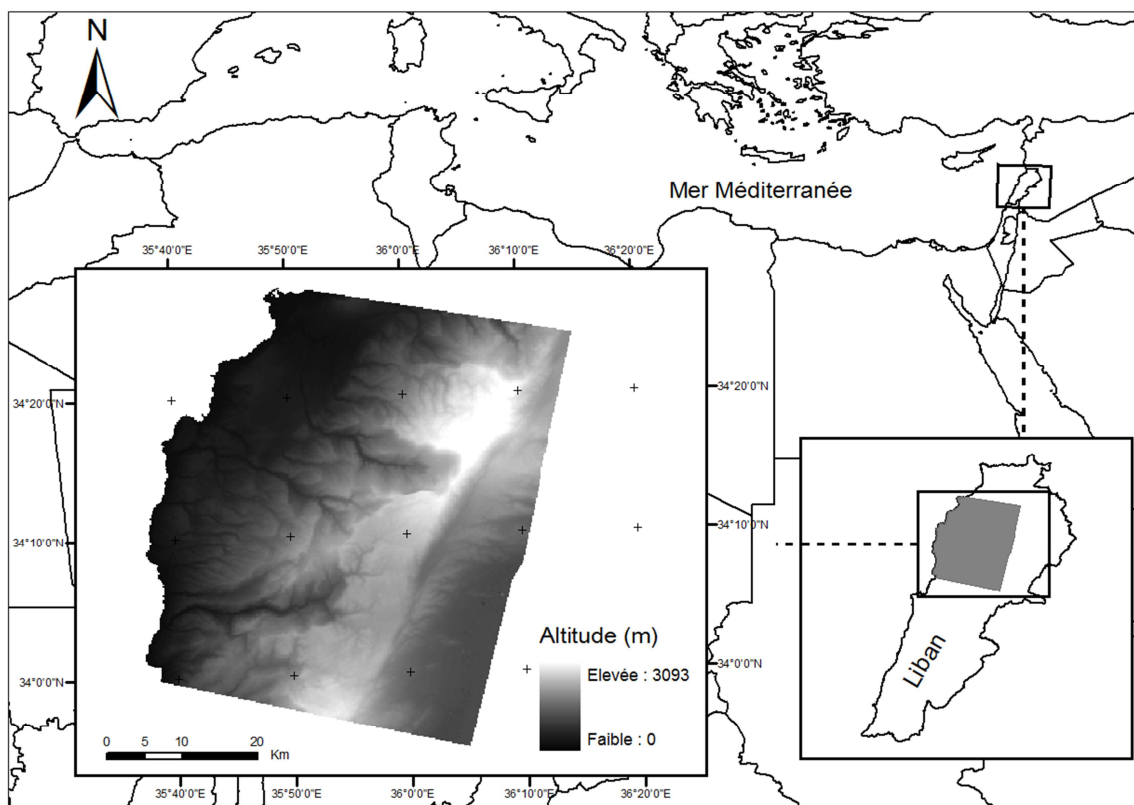 N
Mer Méditerranée
35°40'0"E
35°50'0"E
36°0'0"E
36°10'0"E
36°20'0"E
34°20'0"N
34°20'0"N
34°10'0"N
34°10'0"N
34°0'0"N
34°0'0"N
Altitude (m)
Elevée : 3093
Faible : 0
0 5 10 20
Km
35°40'0"E
35°50'0"E
36°0'0"E
36°10'0"E
36°20'0"E
Liban